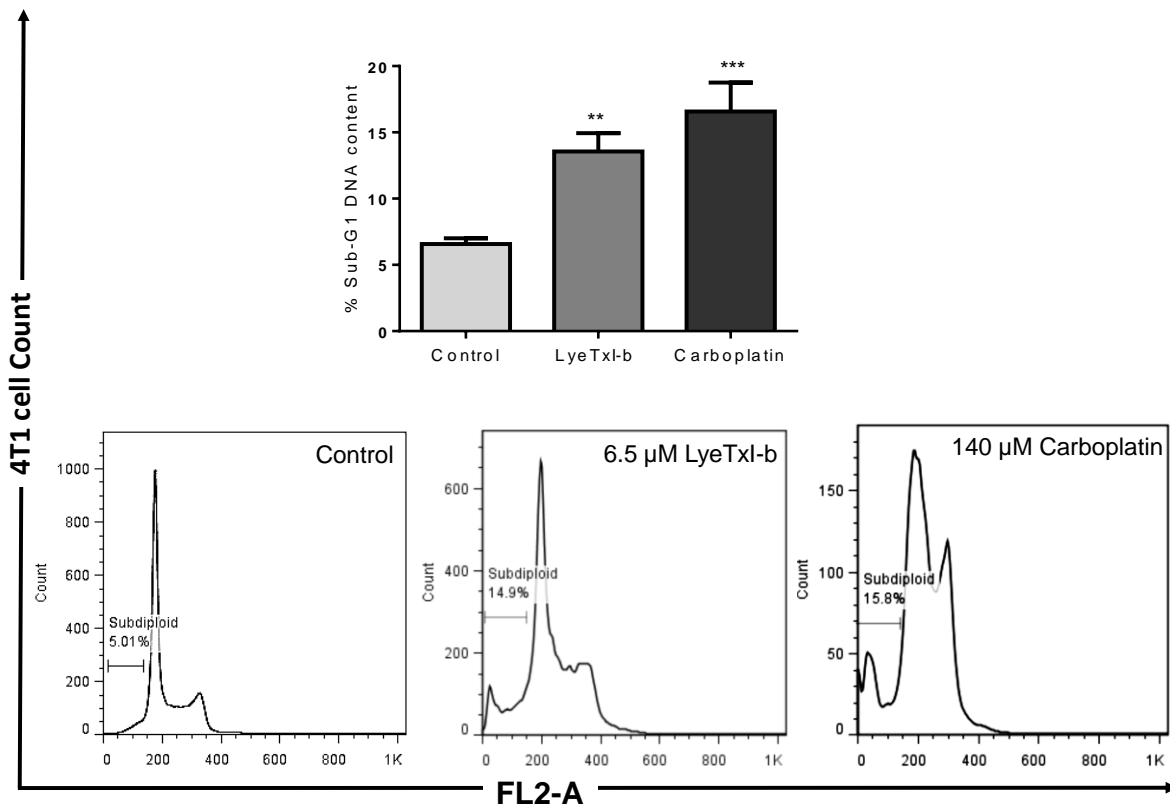 20
15
10
5
0
% Sub-G1 DNA content
**
***
Control
LyeTxI-b
Carboplatin
4T1 cell Count
Control
1000
800
600
400
200
0
Count
Subdiploid
5.01%
0 200 400 600 800 1K
6.5 µM LyeTxI-b
600
400
200
0
Count
Subdiploid
14.9%
0 200 400 600 800 1K
140 µM Carboplatin
150
100
50
0
Count
Subdiploid
15.8%
0 200 400 600 800 1K
FL2-A